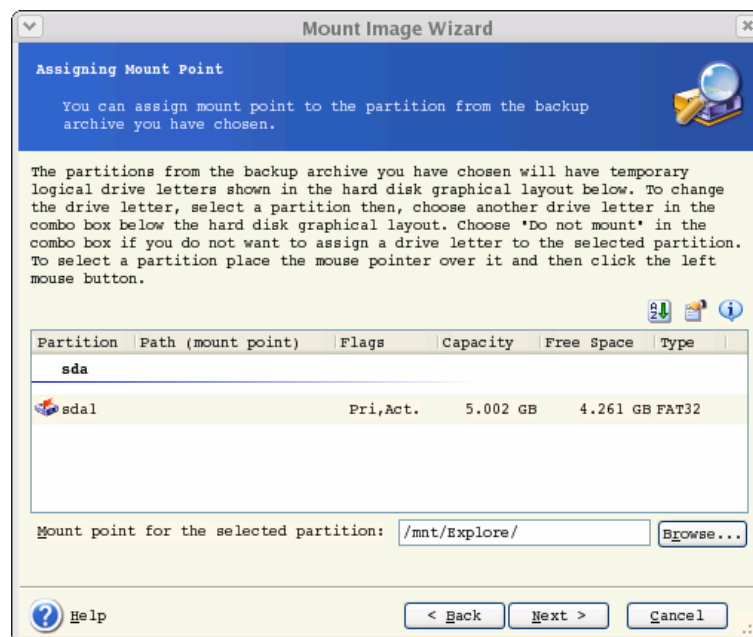 Mount Image Wizard
Assigning Mount Point
You can assign mount point to the partition from the backup
archive you have chosen.
The partitions from the backup archive you have chosen will have temporary
logical drive letters shown in the hard disk graphical layout below. To change
the drive letter, select a partition then, choose another drive letter in the
combo box below the hard disk graphical layout. Choose 'Do not mount' in the
combo box if you do not want to assign a drive letter to the selected partition.
To select a partition place the mouse pointer over it and then click the left
mouse button.
Partition Path (mount point) Flags Capacity Free Space Type
sda
sda1 Pri,Act. 5.002 GB 4.261 GB FAT32
Mount point for the selected partition: /mnt/Explore/ Browse...
Help < Back Next > Cancel